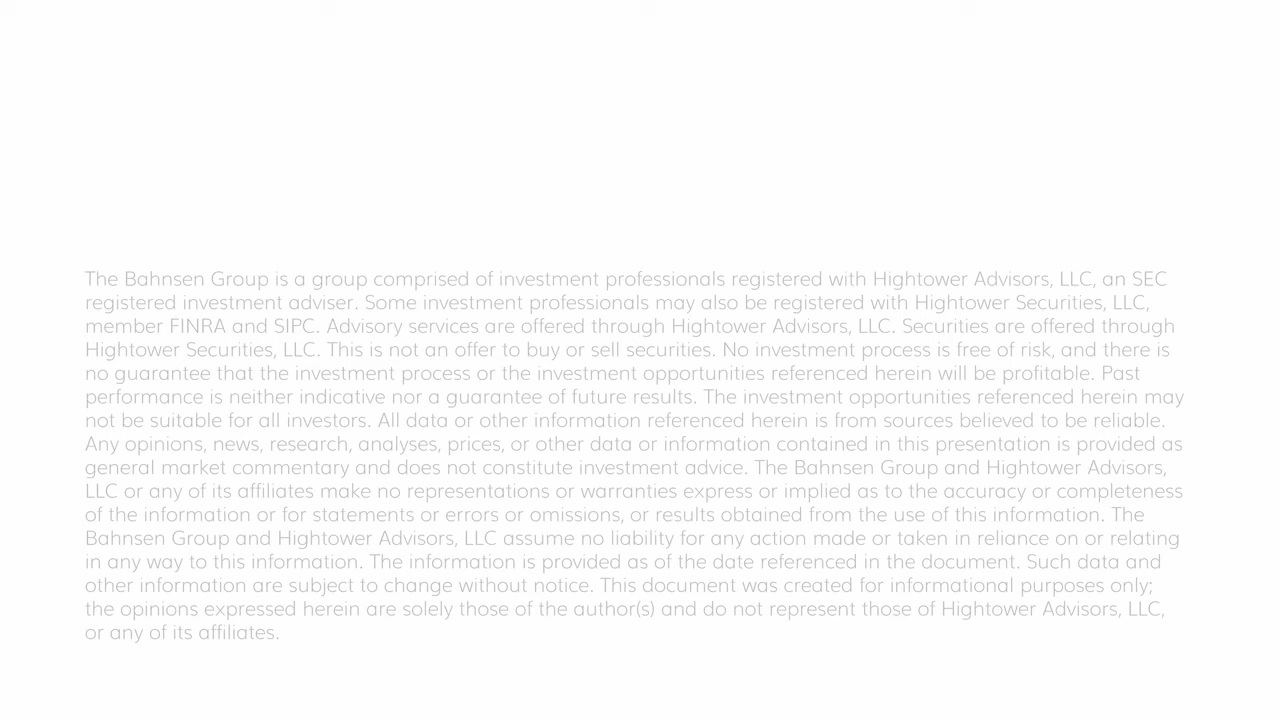 The Bahnsen Group is a group comprised of investment professionals registered with Hightower Advisors, LLC, an SEC
registered investment adviser. Some investment professionals may also be registered with Hightower Securities, LLC,
member FINRA and SIPC. Advisory services are offered through Hightower Advisors, LLC. Securities are offered through
Hightower Securities, LLC. This is not an offer to buy or sell securities. No investment process is free of risk, and there is
no guarantee that the investment process or the investment opportunities referenced herein will be profitable. Past
performance is neither indicative nor a guarantee of future results. The investment opportunities referenced herein may
not be suitable for all investors. All data or other information referenced herein is from sources believed to be reliable.
Any opinions, news, research, analyses, prices, or other data or information contained in this presentation is provided as
general market commentary and does not constitute investment advice. The Bahnsen Group and Hightower Advisors,
LLC or any of its affiliates make no representations or warranties express or implied as to the accuracy or completeness
of the information or for statements or errors or omissions, or results obtained from the use of this information. The
Bahnsen Group and Hightower Advisors, LLC assume no liability for any action made or taken in reliance on or relating
in any way to this information. The information is provided as of the date referenced in the document. Such data and
other information are subject to change without notice. This document was created for informational purposes only;
the opinions expressed herein are solely those of the author(s) and do not represent those of Hightower Advisors, LLC,
or any of its affiliates.